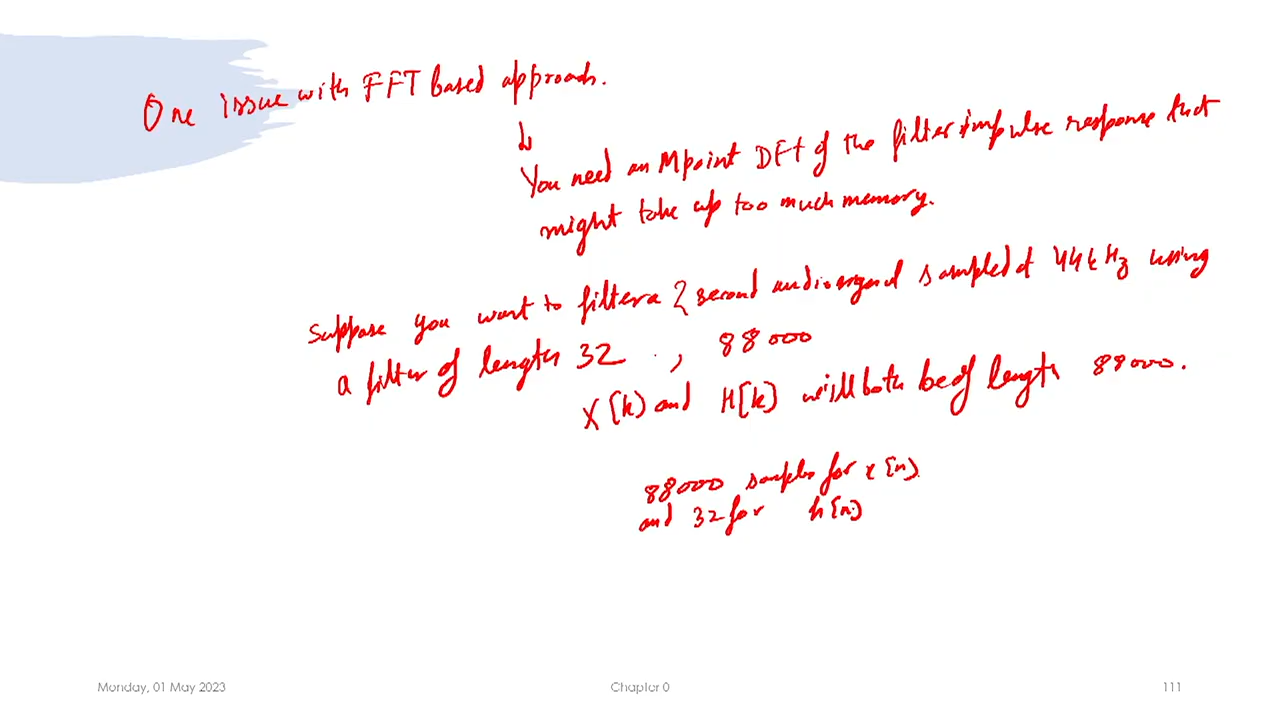 One issue with FFT based approach.
You need an M point DFT of the filter impulse response that
might take up too much memory.
Suppose you want to filter a 2 second audio signal sampled at 44 kHz using
a filter of length 32 , 88000
X[k] and H[k] will both be of length 88000.
88000 samples for x[n]
and 32 for h[n]
Monday, 01 May 2023
Chapter 0
111